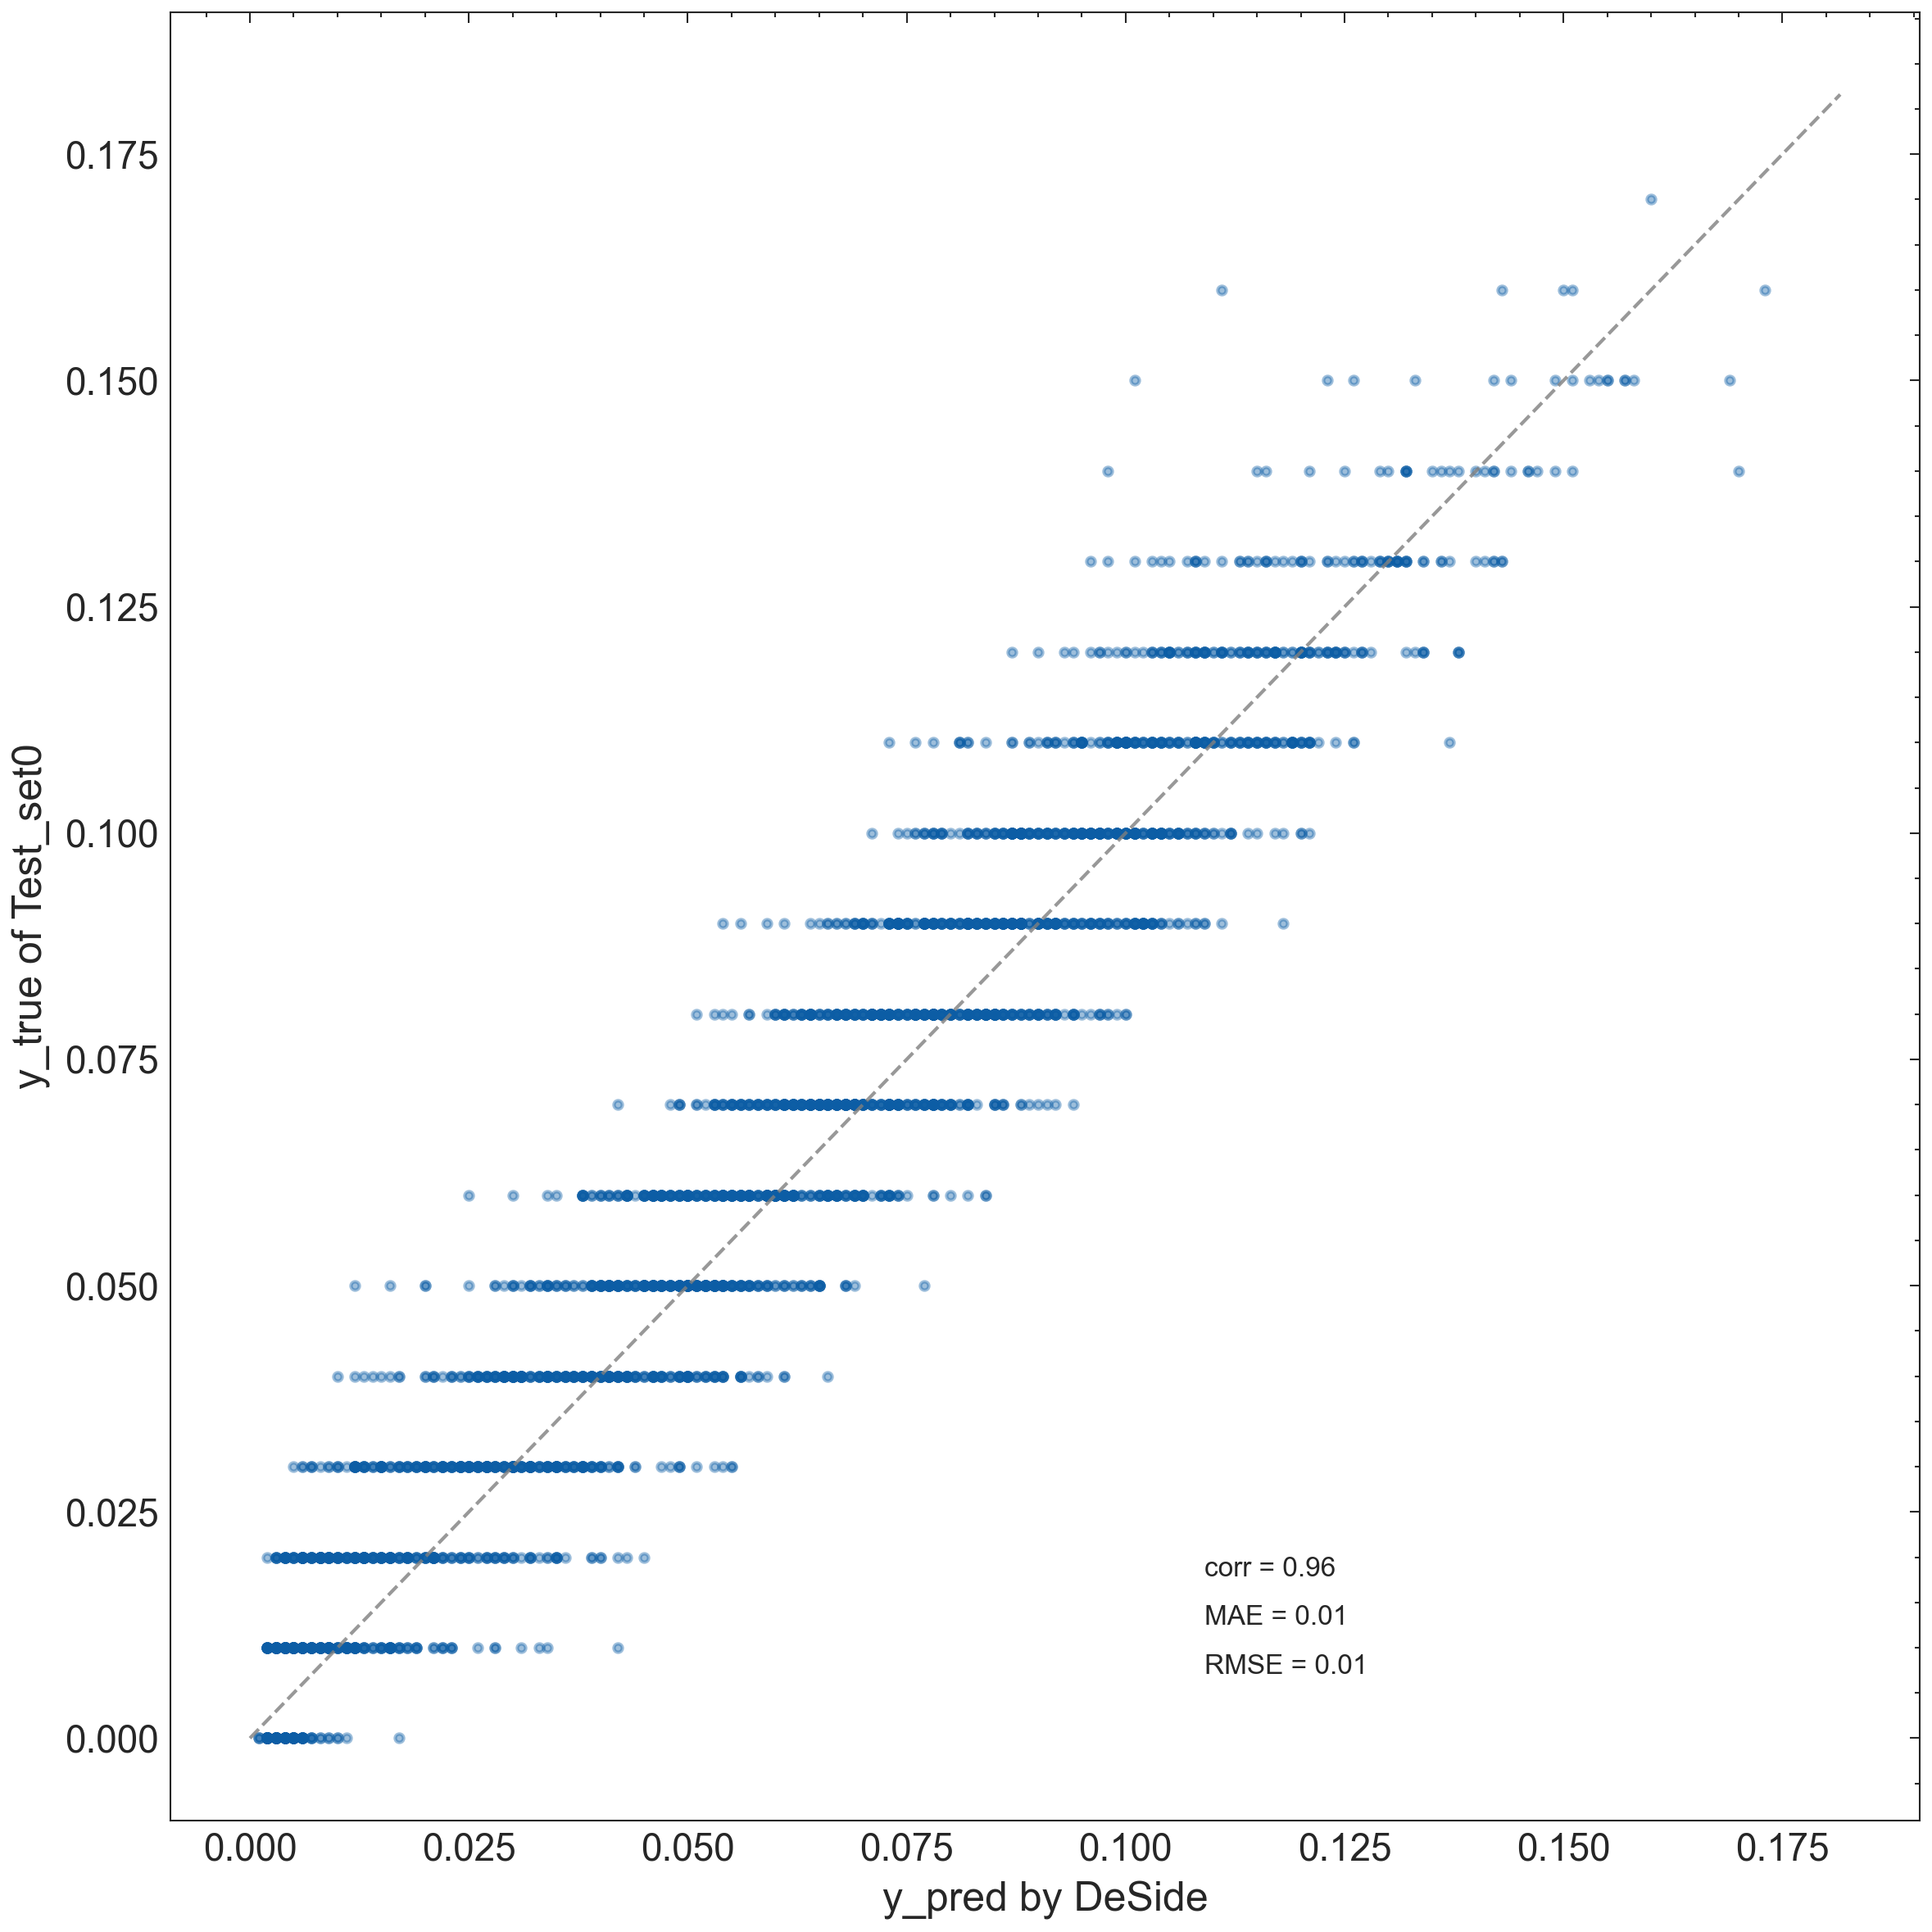 y_true of Test_set0
0.175
0.150
0.125
0.100
0.075
0.050
0.025
0.000
corr = 0.96
MAE = 0.01
RMSE = 0.01
0.000 0.025 0.050 0.075 0.100 0.125 0.150 0.175
y_pred by DeSide